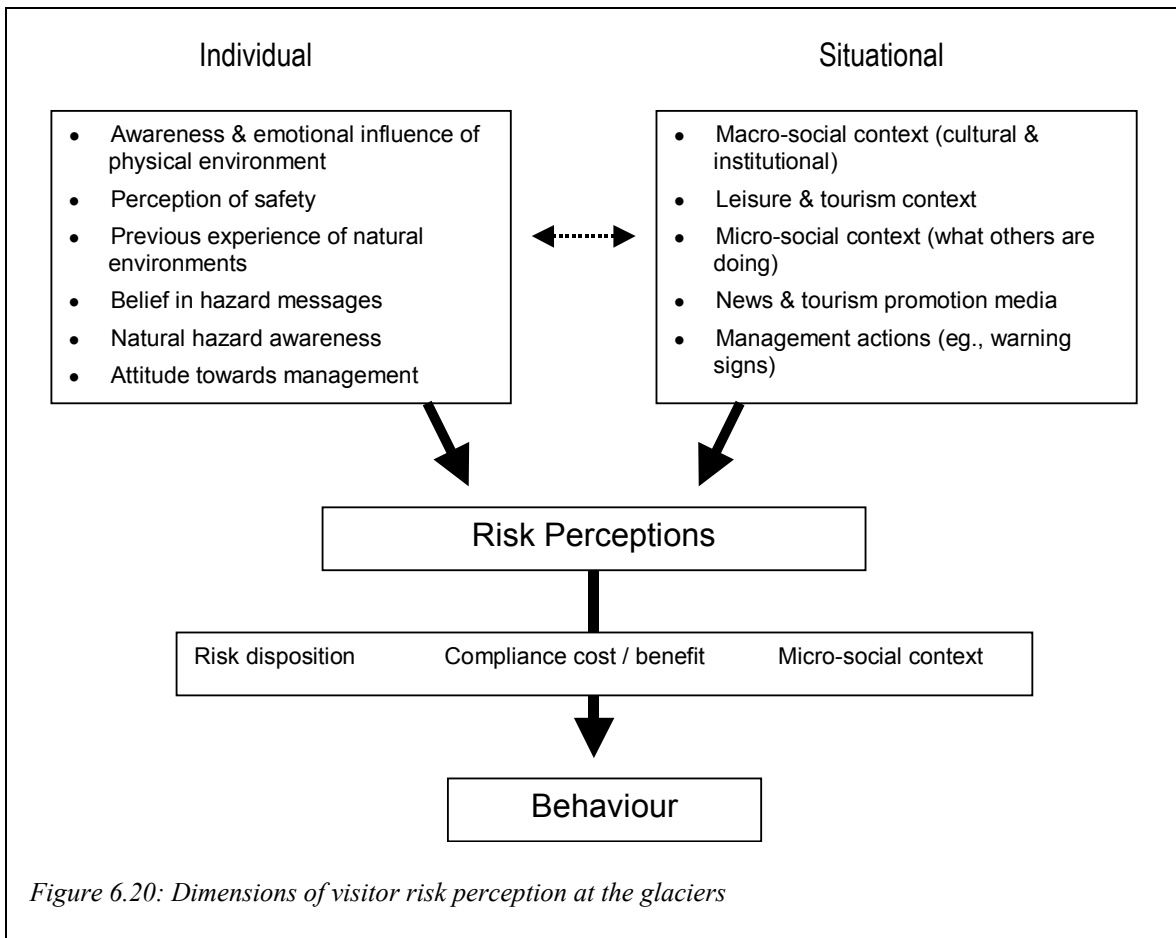 Individual
Situational
• Awareness & emotional influence of
physical environment
• Perception of safety
• Previous experience of natural
environments
• Belief in hazard messages
• Natural hazard awareness
• Attitude towards management
• Macro-social context (cultural &
institutional)
• Leisure & tourism context
• Micro-social context (what others are
doing)
• News & tourism promotion media
• Management actions (eg., warning
signs)
Risk Perceptions
Risk disposition Compliance cost / benefit Micro-social context
Behaviour
Figure 6.20: Dimensions of visitor risk perception at the glaciers